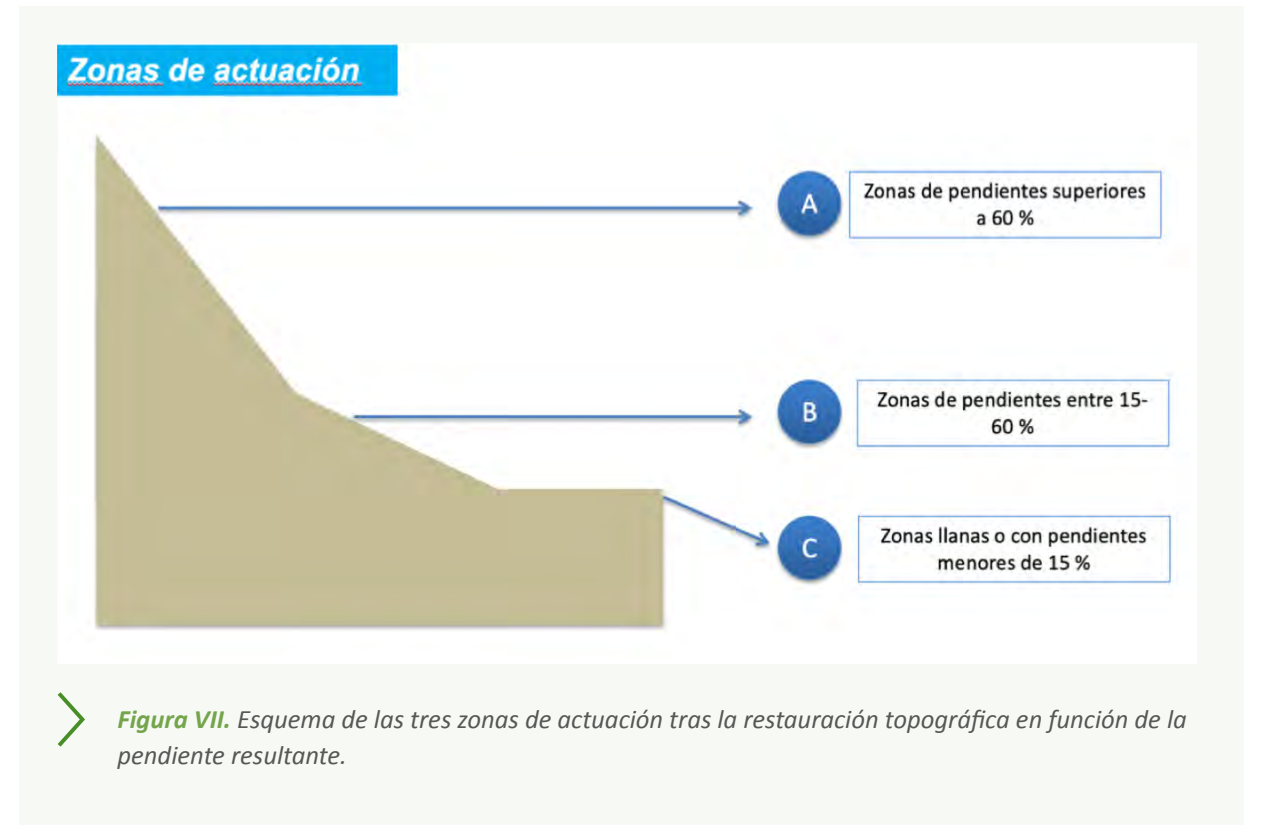 Zonas de actuación
A
Zonas de pendientes superiores
a 60 %
B
Zonas de pendientes entre 15-
60 %
C
Zonas llanas o con pendientes
menores de 15 %
Figura VII. Esquema de las tres zonas de actuación tras la restauración topográfica en función de la
pendiente resultante.